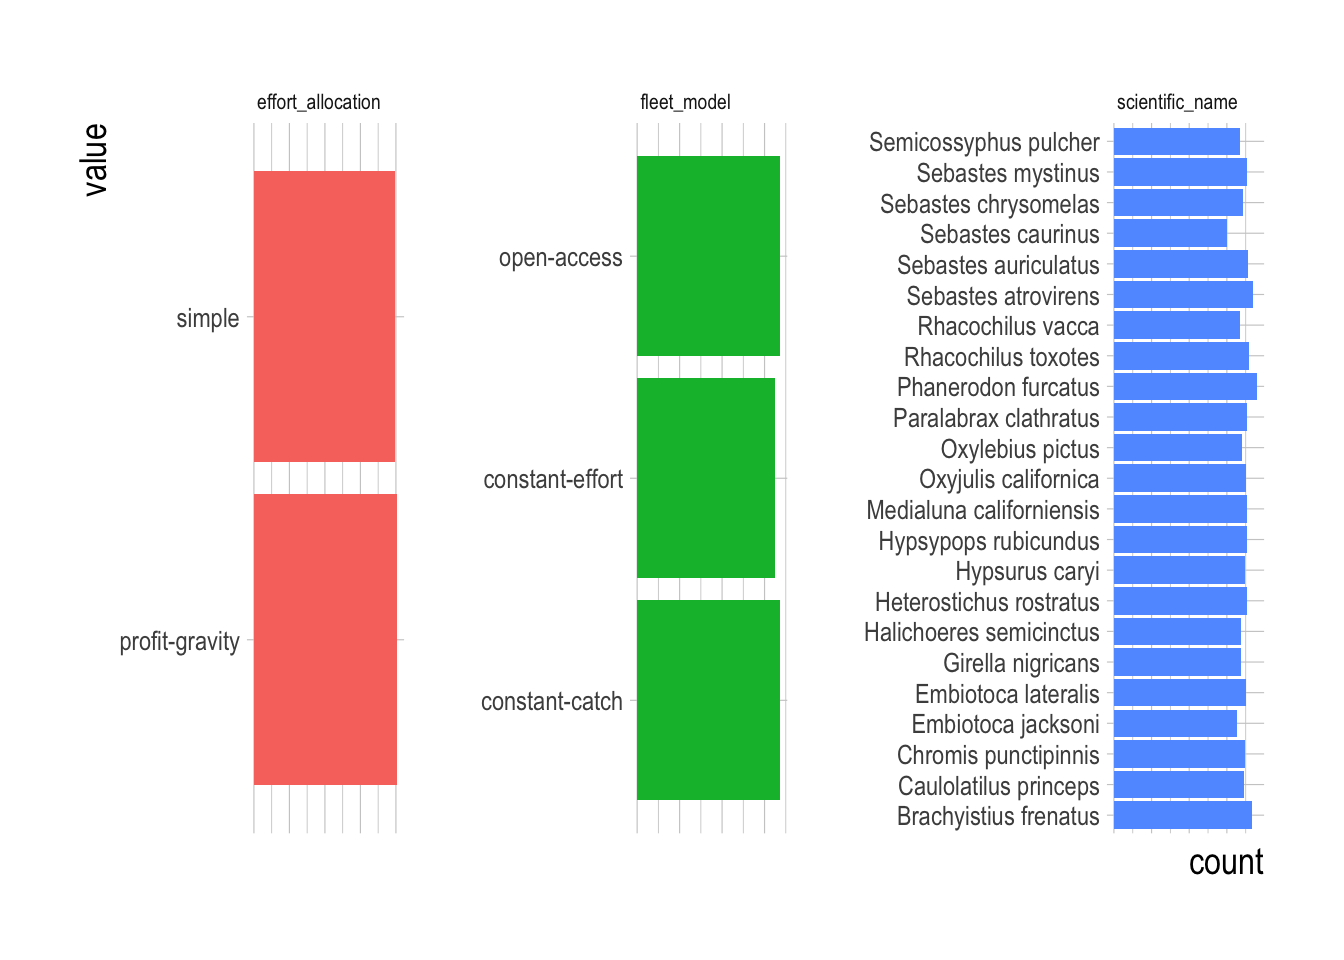 effort_allocation
fleet_model
scientific_name
value
simple
profit-gravity
open-access
constant-effort
constant-catch
Semicossyphus pulcher
Sebastes mystinus
Sebastes chrysomelas
Sebastes caurinus
Sebastes auriculatus
Sebastes atrovirens
Rhacochilus vacca
Rhacochilus toxotes
Phanerodon furcatus
Paralabrax clathratus
Oxylebius pictus
Oxyjulis californica
Medialuna californiensis
Hypsypops rubicundus
Hypsurus caryi
Heterostichus rostratus
Halichoeres semicinctus
Girella nigricans
Embiotoca lateralis
Embiotoca jacksoni
Chromis punctipinnis
Caulolatilus princeps
Brachyistius frenatus
count